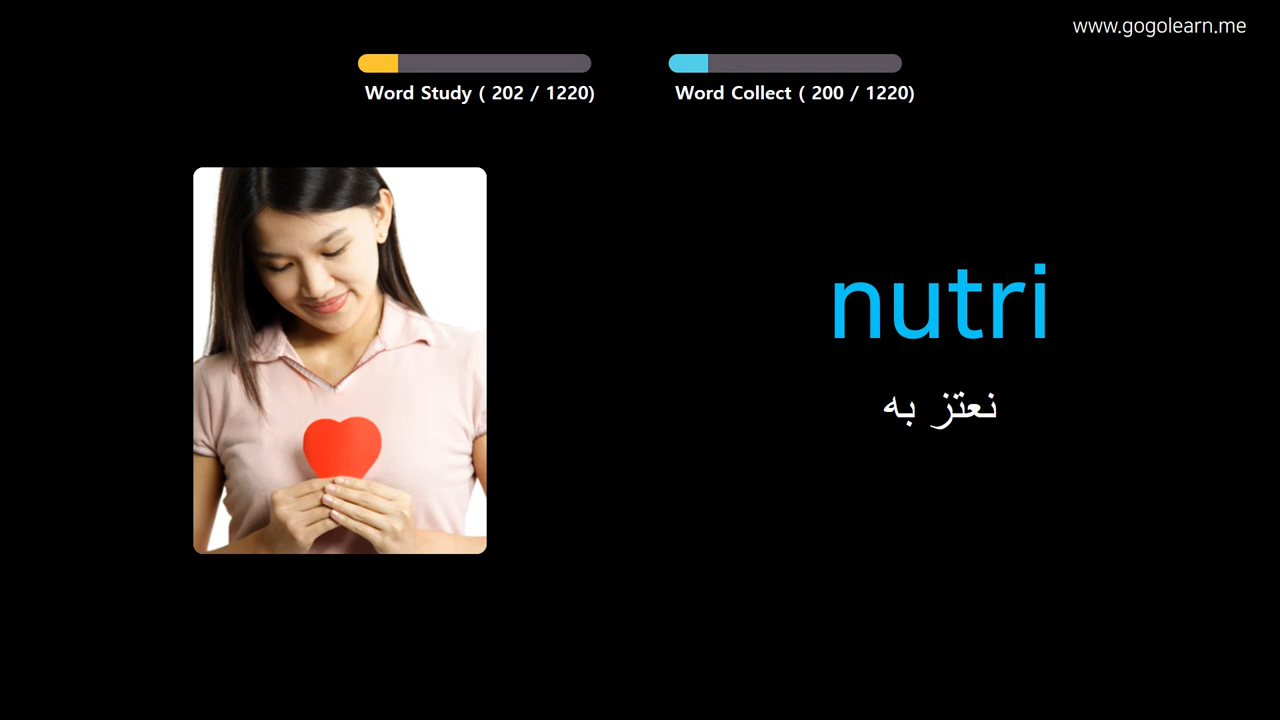 www.gogolearn.me
Word Study ( 202 / 1220)
Word Collect ( 200 / 1220)
nutri
نعتز به